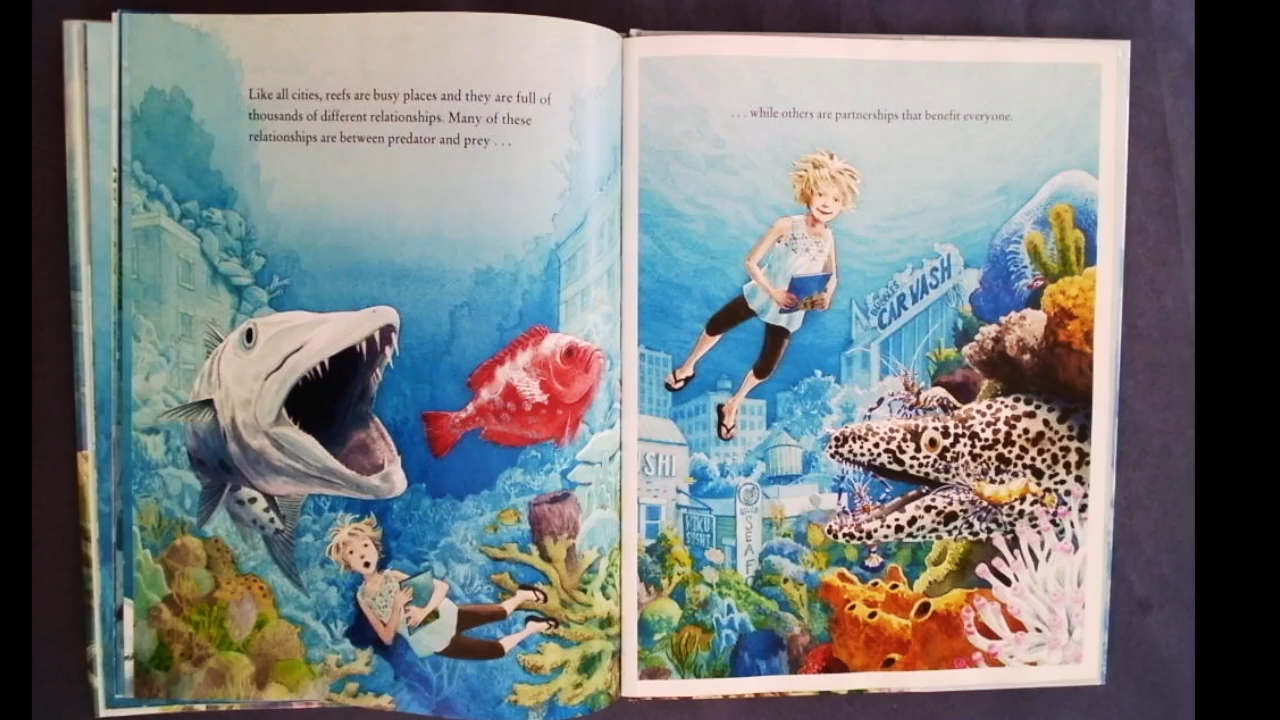 Like all cities, reefs are busy places and they are full of
thousands of different relationships. Many of these
relationships are between predator and prey . . .
. . . while others are partnerships that benefit everyone.
CAR WASH
SHI
SUSHI
SEAF